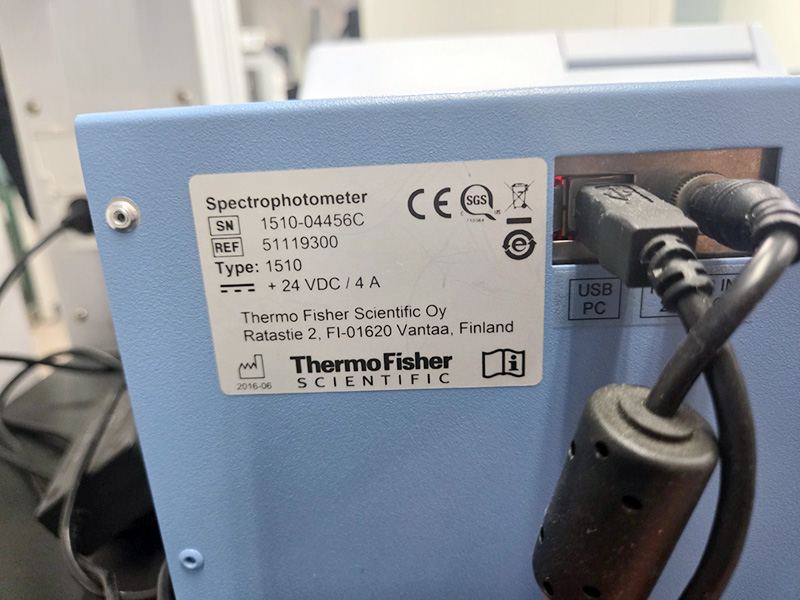 Spectrophotometer
SN 1510-04456C
REF 51119300
Type: 1510
+ 24 VDC / 4 A
Thermo Fisher Scientific Oy
Ratastie 2, FI-01620 Vantaa, Finland
2016-06
ThermoFisher
SCIENTIFIC
CE
SGS
USB
PC